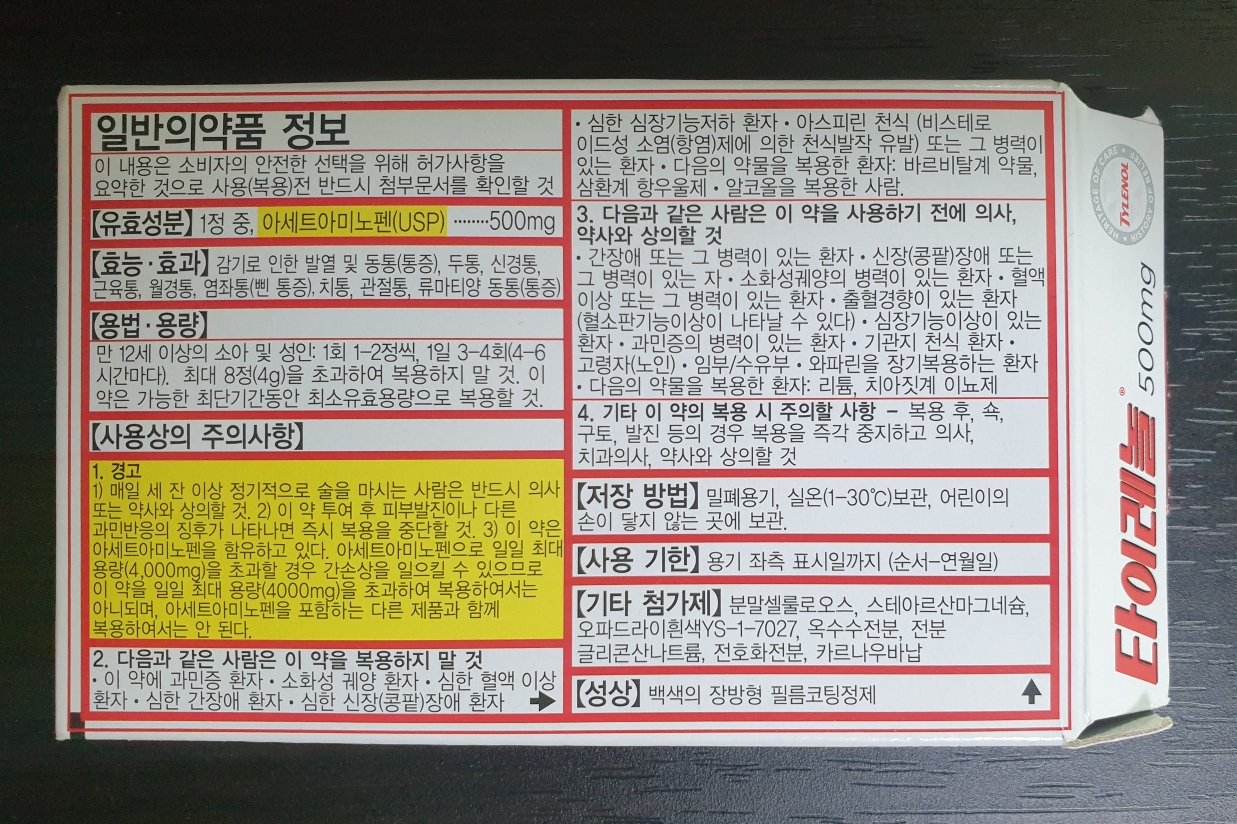 일반의약품 정보
이 내용은 소비자의 안전한 선택을 위해 허가사항을
요약한 것으로 사용(복용)전 반드시 첨부문서를 확인할 것
【유효성분】 1정 중, 아세트아미노펜(USP) ········500mg
【효능·효과】 감기로 인한 발열 및 동통(통증), 두통, 신경통,
근육통, 월경통, 염좌통(삔 통증), 치통, 관절통, 류마티양 동통(통증)
【용법·용량】
만 12세 이상의 소아 및 성인: 1회 1-2정씩, 1일 3-4회(4-6
시간마다). 최대 8정(4g)을 초과하여 복용하지 말 것. 이
약은 가능한 최단기간동안 최소유효용량으로 복용할 것.
【사용상의 주의사항】
1. 경고
1) 매일 세 잔 이상 정기적으로 술을 마시는 사람은 반드시 의사
또는 약사와 상의할 것. 2) 이 약 투여 후 피부발진이나 다른
과민반응의 징후가 나타나면 즉시 복용을 중단할 것. 3) 이 약은
아세트아미노펜을 함유하고 있다. 아세트아미노펜으로 일일 최대
용량(4,000mg)을 초과할 경우 간손상을 일으킬 수 있으므로
이 약을 일일 최대 용량(4000mg)을 초과하여 복용하여서는
아니되며, 아세트아미노펜을 포함하는 다른 제품과 함께
복용하여서는 안 된다.
2. 다음과 같은 사람은 이 약을 복용하지 말 것
· 이 약에 과민증 환자 · 소화성 궤양 환자 · 심한 혈액 이상
환자 · 심한 간장애 환자 · 심한 신장(콩팥)장애 환자
· 심한 심장기능저하 환자 · 아스피린 천식 (비스테로
이드성 소염(항염)제에 의한 천식발작 유발) 또는 그 병력이
있는 환자 · 다음의 약물을 복용한 환자: 바르비탈계 약물,
삼환계 항우울제 · 알코올을 복용한 사람.
3. 다음과 같은 사람은 이 약을 사용하기 전에 의사,
약사와 상의할 것
· 간장애 또는 그 병력이 있는 환자 · 신장(콩팥)장애 또는
그 병력이 있는 자 · 소화성궤양의 병력이 있는 환자 · 혈액
이상 또는 그 병력이 있는 환자 · 출혈경향이 있는 환자
(혈소판기능이상이 나타날 수 있다) · 심장기능이상이 있는
환자 · 과민증의 병력이 있는 환자 · 기관지 천식 환자 ·
고령자(노인) · 임부/수유부 · 와파린을 장기복용하는 환자
· 다음의 약물을 복용한 환자: 리튬, 치아짓계 이뇨제
4. 기타 이 약의 복용 시 주의할 사항 – 복용 후, 쇽,
구토, 발진 등의 경우 복용을 즉각 중지하고 의사,
치과의사, 약사와 상의할 것
【저장 방법】 밀폐용기, 실온(1-30℃)보관, 어린이의
손이 닿지 않는 곳에 보관.
【사용 기한】 용기 좌측 표시일까지 (순서-연월일)
【기타 첨가제】 분말셀룰로오스, 스테아르산마그네슘,
오파드라이흰색YS-1-7027, 옥수수전분, 전분
글리콘산나트륨, 전호화전분, 카르나우바납
【성상】 백색의 장방형 필름코팅정제
TYLENOL
HERITAGE OF CARE
타이레놀® 500mg